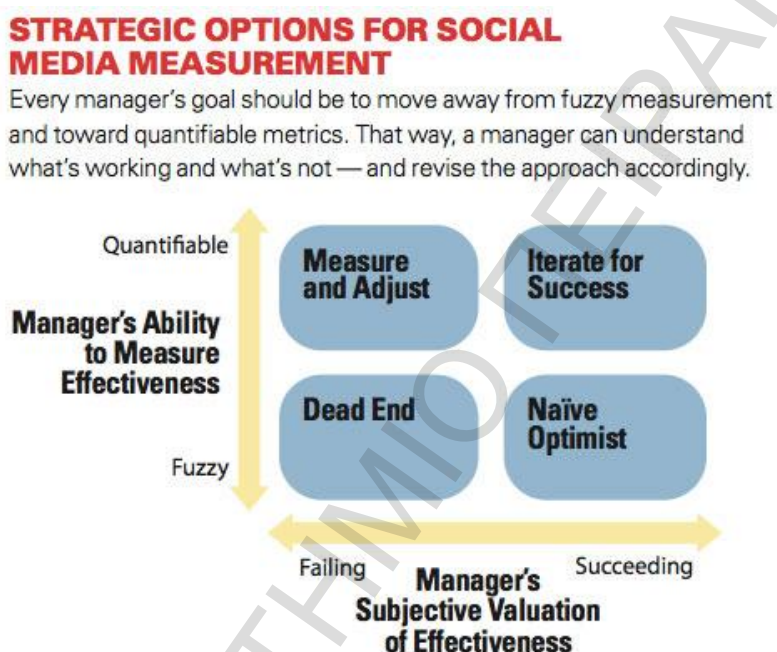 STRATEGIC OPTIONS FOR SOCIAL
MEDIA MEASUREMENT
Every manager's goal should be to move away from fuzzy measurement
and toward quantifiable metrics. That way, a manager can understand
what's working and what's not — and revise the approach accordingly.
Quantifiable
Manager's Ability
to Measure
Effectiveness
Fuzzy
Measure
and Adjust
Iterate for
Success
Dead End
Naïve
Optimist
Failing
Succeeding
Manager's
Subjective Valuation
of Effectiveness